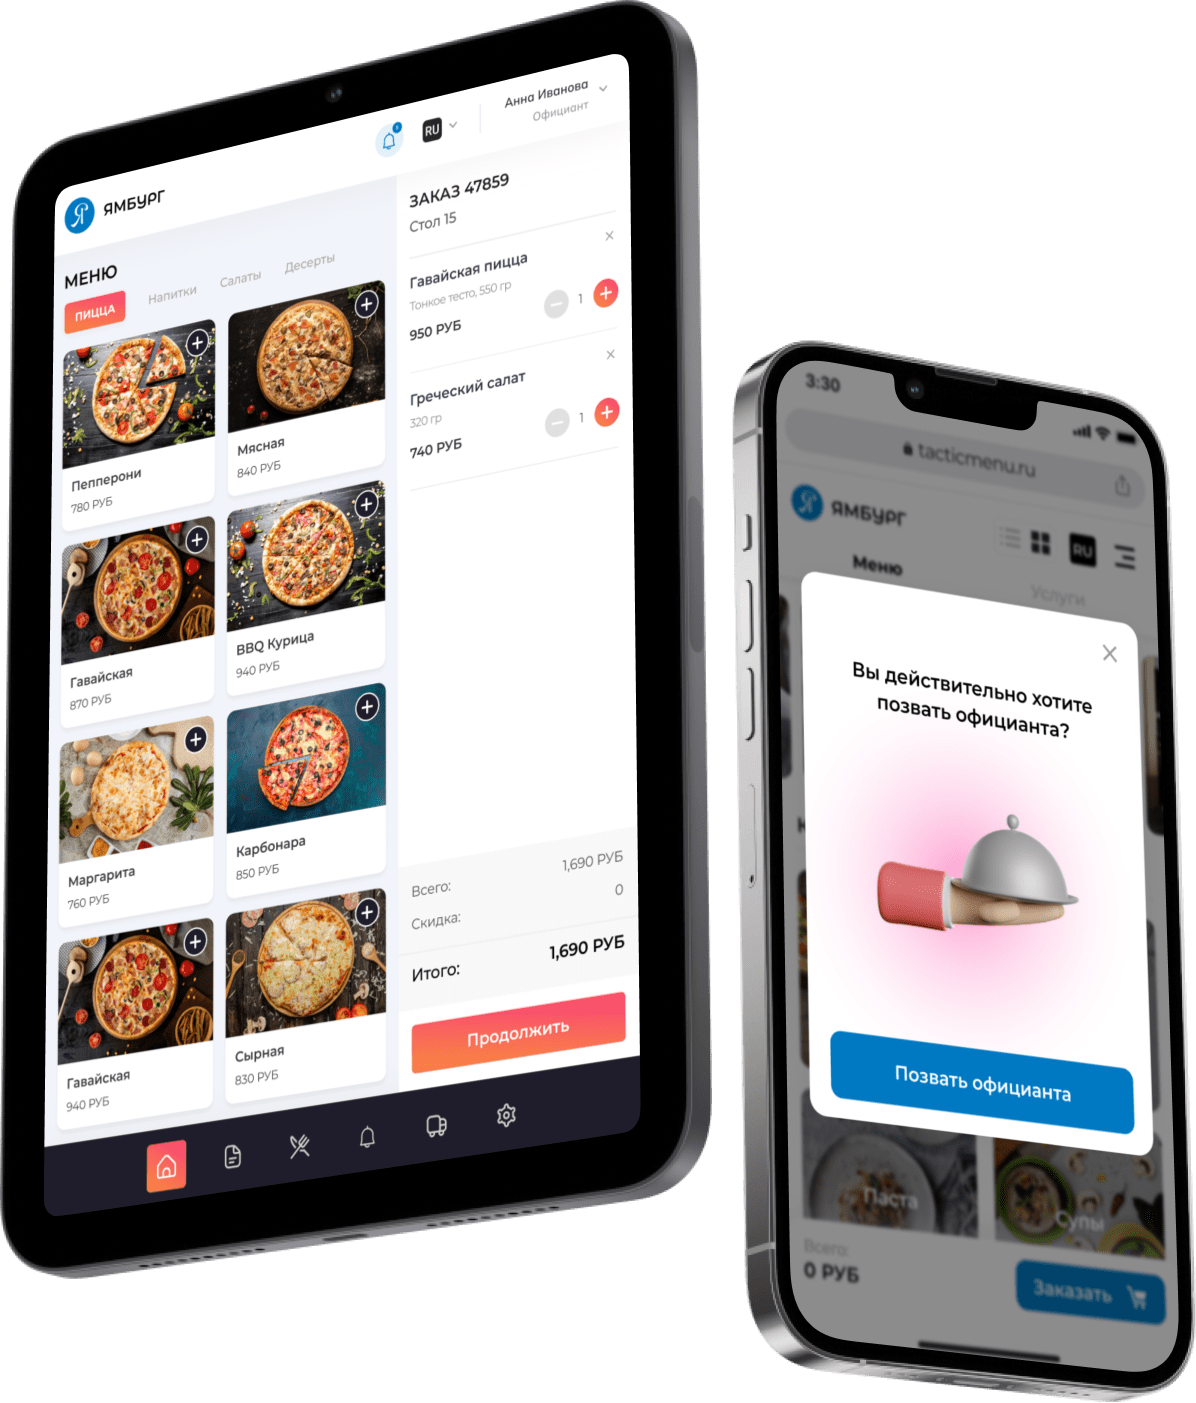 Анна Иванова
Официант
RU
ЯМБУРГ
МЕНЮ
ПИЦЦА
Напитки
Салаты
Десерты
Пепперони
780 РУБ
Мясная
840 РУБ
Гавайская
870 РУБ
BBQ Курица
940 РУБ
Маргарита
760 РУБ
Карбонара
850 РУБ
Гавайская
940 РУБ
Сырная
830 РУБ
ЗАКАЗ 47859
Стол 15
Гавайская пицца
Тонкое тесто, 550 гр
950 РУБ
1
Греческий салат
320 гр
740 РУБ
1
Всего:
1,690 РУБ
Скидка:
0
Итого:
1,690 РУБ
Продолжить
3:30
tacticmenu.ru
ЯМБУРГ
RU
Меню
Услуги
Вы действительно хотите
позвать официанта?
Позвать официанта
Паста
Супы
Всего:
0 РУБ
Заказать